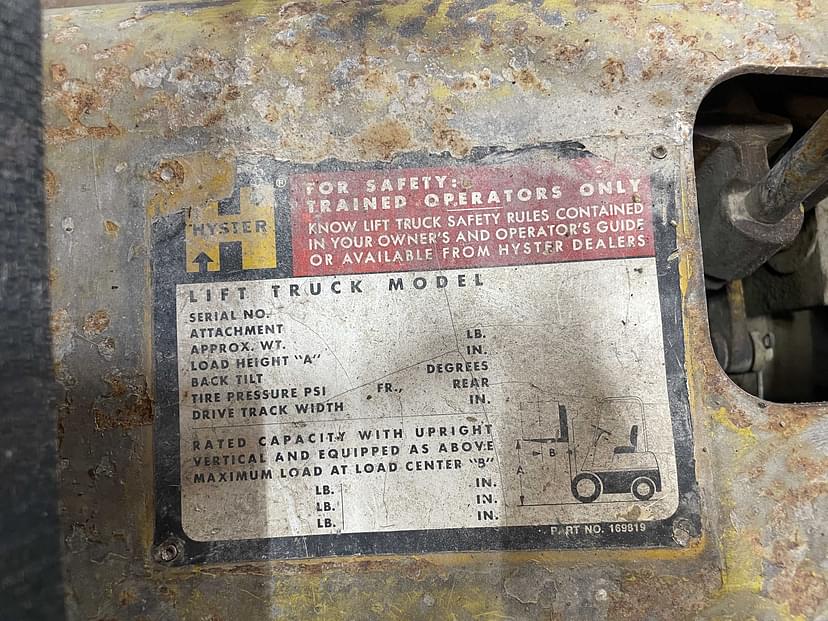 HYSTER
®
FOR SAFETY:
TRAINED OPERATORS ONLY
KNOW LIFT TRUCK SAFETY RULES CONTAINED
IN YOUR OWNER'S AND OPERATOR'S GUIDE
OR AVAILABLE FROM HYSTER DEALERS
LIFT TRUCK MODEL
SERIAL NO.
ATTACHMENT
APPROX. WT. LB.
LOAD HEIGHT "A" IN.
BACK TILT DEGREES
TIRE PRESSURE PSI FR., REAR
DRIVE TRACK WIDTH IN.
RATED CAPACITY WITH UPRIGHT
VERTICAL AND EQUIPPED AS ABOVE
MAXIMUM LOAD AT LOAD CENTER "B"
LB. IN.
LB. IN.
LB. IN.
B
A
PART NO. 169819